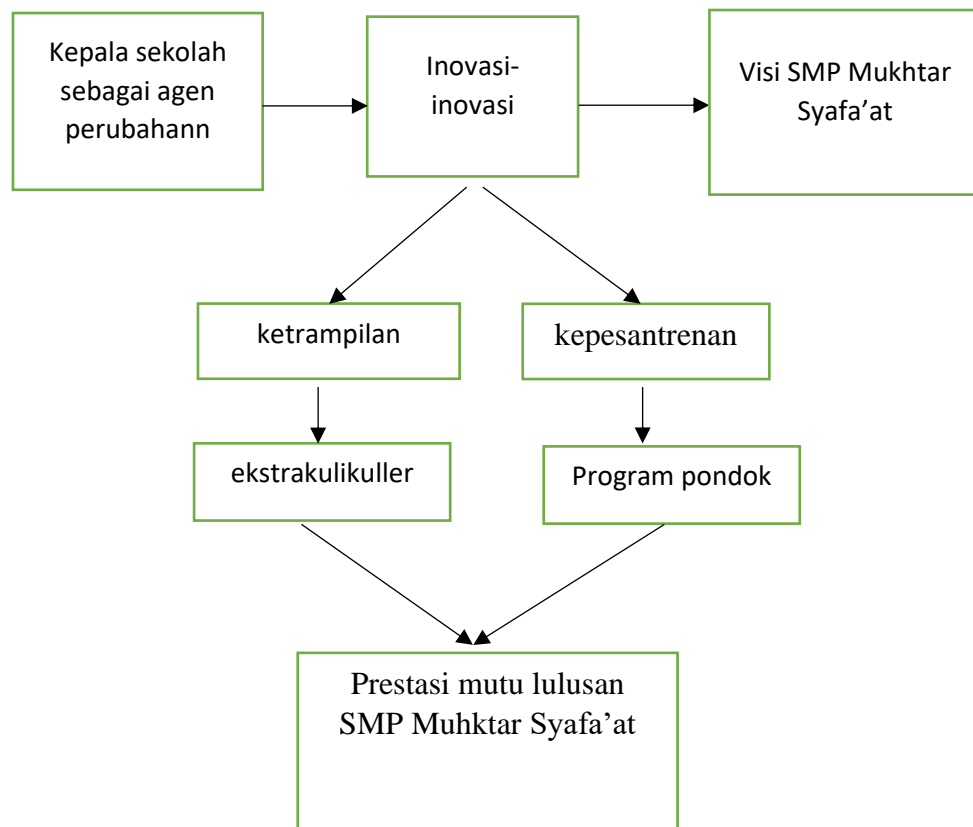 Kepala sekolah
sebagai agen
perubahann
Inovasi-
inovasi
Visi SMP Mukhtar
Syafa’at
ketrampilan
kepesantrenan
ekstrakulikuller
Program pondok
Prestasi mutu lulusan
SMP Muhktar Syafa’at